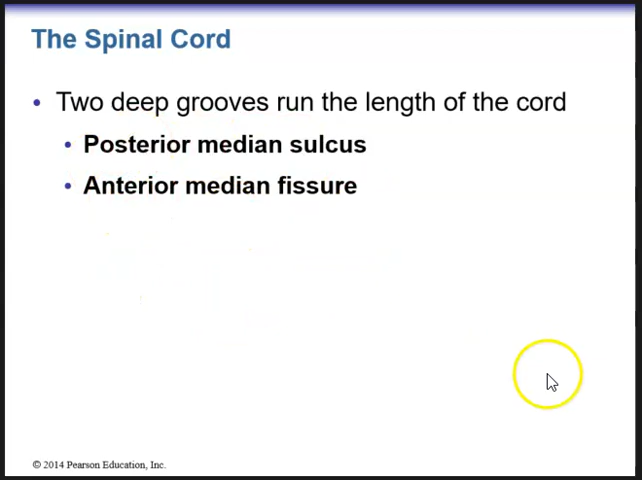 The Spinal Cord
• Two deep grooves run the length of the cord
• Posterior median sulcus
• Anterior median fissure
© 2014 Pearson Education, Inc.